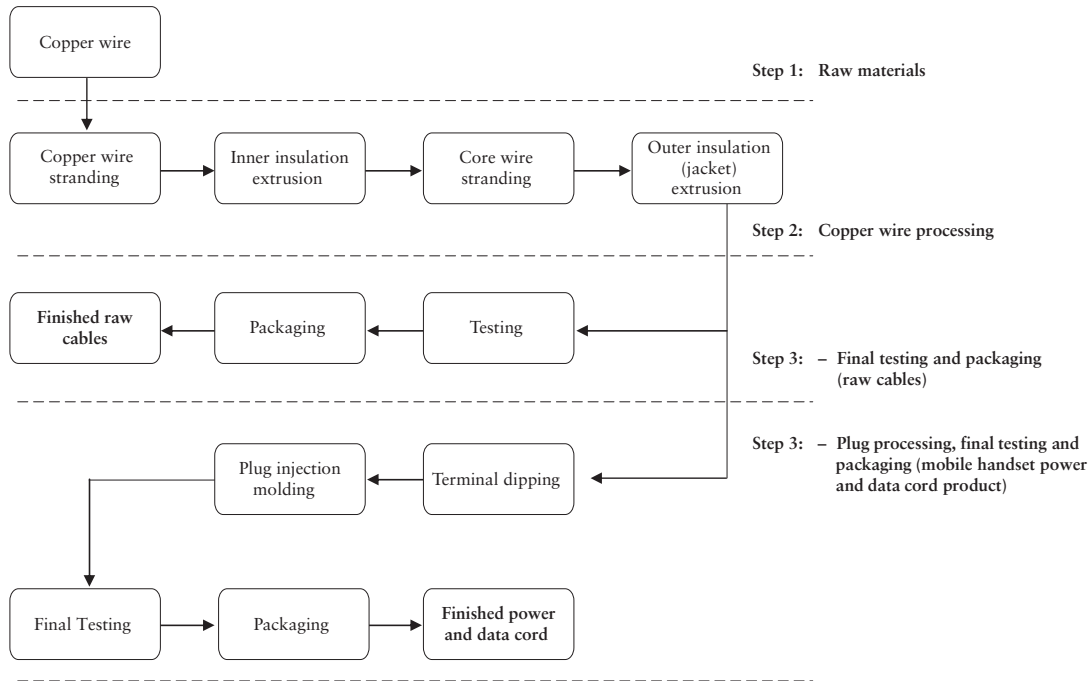 Copper wire
Step 1: Raw materials
Copper wire
stranding
Inner insulation
extrusion
Core wire
stranding
Outer insulation
(jacket)
extrusion
Step 2: Copper wire processing
Finished raw
cables
Packaging
Testing
Step 3: – Final testing and packaging
(raw cables)
Step 3: – Plug processing, final testing and
packaging (mobile handset power
and data cord product)
Plug injection
molding
Terminal dipping
Final Testing
Packaging
Finished power
and data cord